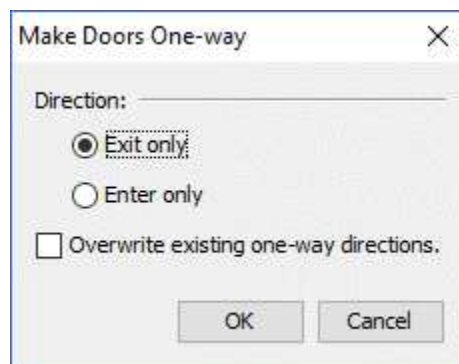 Make Doors One-way
Direction:
Exit only
Enter only
Overwrite existing one-way directions.
OK Cancel